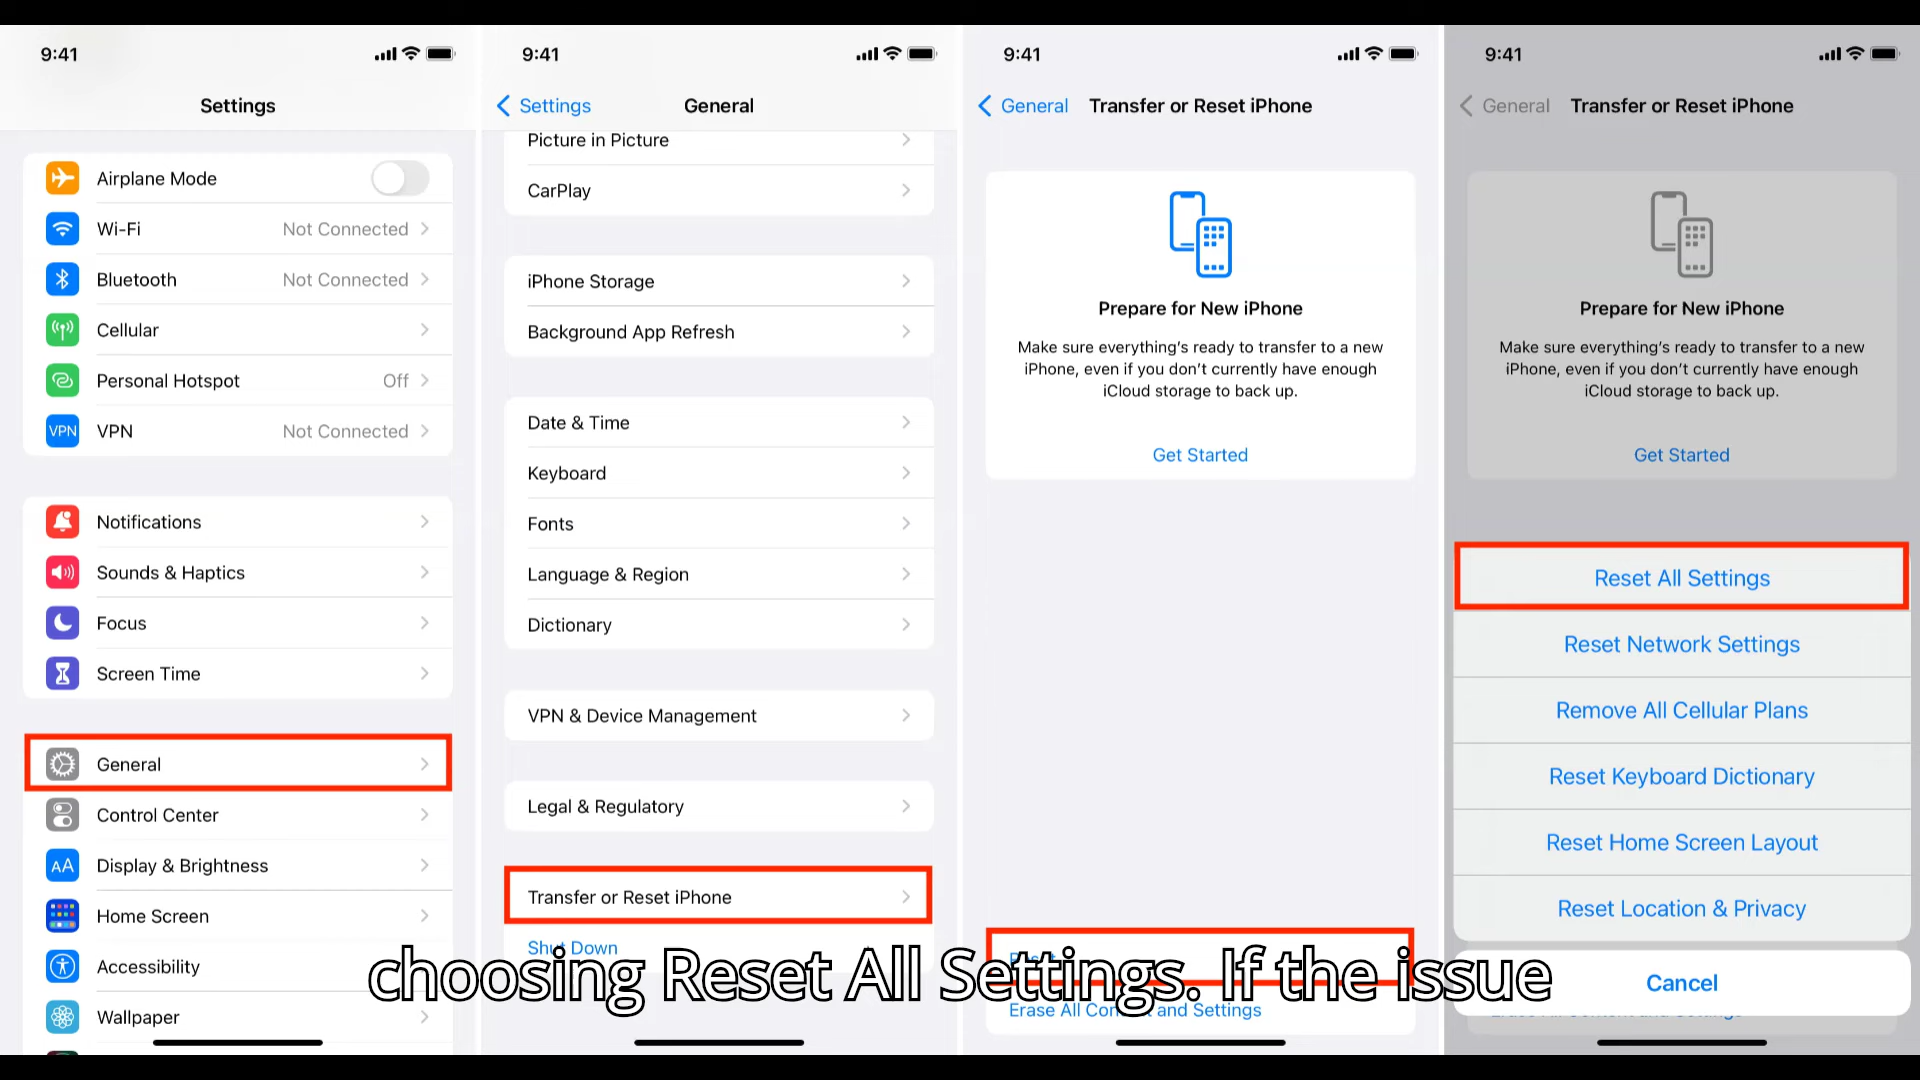 9:41
Settings
Airplane Mode
Wi-Fi Not Connected
Bluetooth Not Connected
Cellular
Personal Hotspot Off
VPN VPN Not Connected
Notifications
Sounds & Haptics
Focus
Screen Time
General
Control Center
AA Display & Brightness
Home Screen
Accessibility
Wallpaper
9:41
Settings General
Picture in Picture
CarPlay
iPhone Storage
Background App Refresh
Date & Time
Keyboard
Fonts
Language & Region
Dictionary
VPN & Device Management
Legal & Regulatory
Transfer or Reset iPhone
Shut Down
9:41
General Transfer or Reset iPhone
Prepare for New iPhone
Make sure everything's ready to transfer to a new
iPhone, even if you don't currently have enough
iCloud storage to back up.
Get Started
Erase All Content and Settings
9:41
General Transfer or Reset iPhone
Prepare for New iPhone
Make sure everything's ready to transfer to a new
iPhone, even if you don't currently have enough
iCloud storage to back up.
Get Started
Reset All Settings
Reset Network Settings
Remove All Cellular Plans
Reset Keyboard Dictionary
Reset Home Screen Layout
Reset Location & Privacy
Cancel
choosing Reset All Settings. If the issue